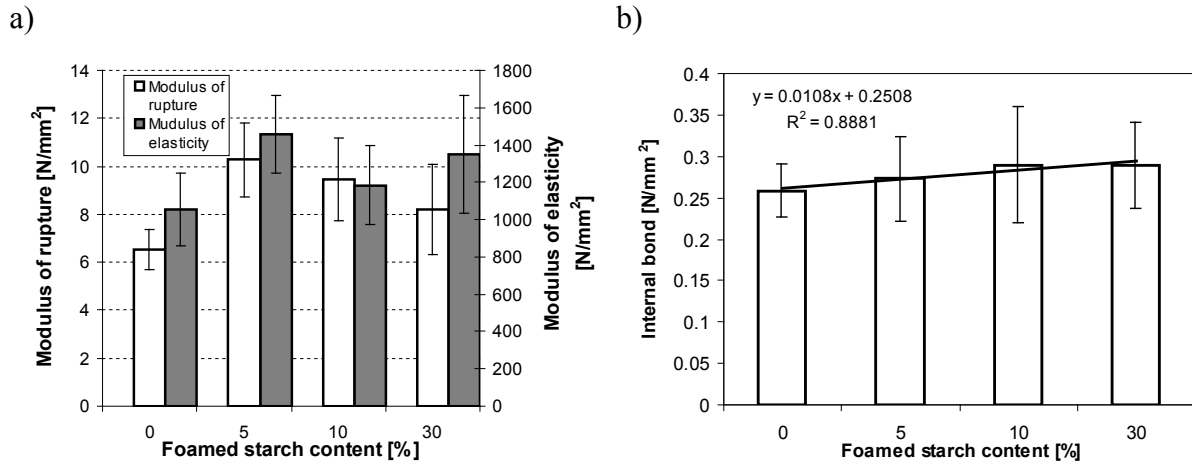 a)
Modulus of rupture [N/mm²]
14
12
10
8
6
4
2
0
Modulus of
rupture
Mudulus of
elasticity
1800
1600
1400
1200
1000
800
600
400
200
0
Modulus of elasticity
[N/mm²]
0 5 10 30
Foamed starch content [%]
b)
Internal bond [N/mm²]
0.4
0.35
0.3
0.25
0.2
0.15
0.1
0.05
0
y = 0.0108x + 0.2508
R² = 0.8881
0 5 10 30
Foamed starch content [%]